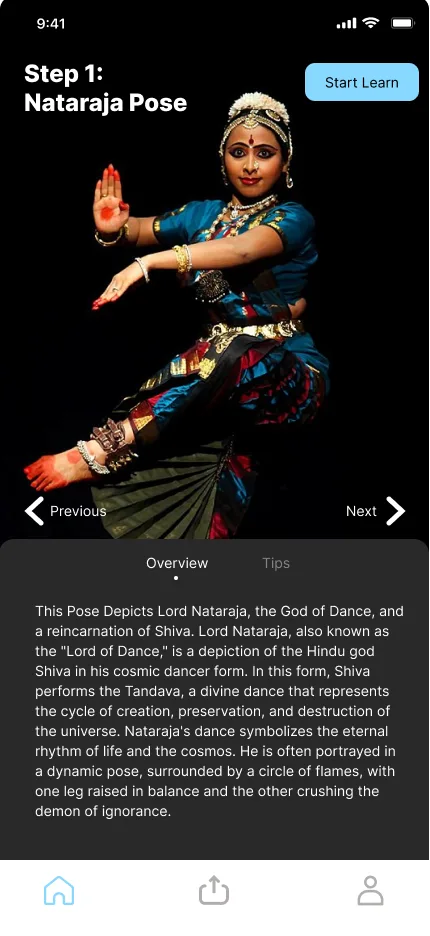 9:41
Step 1:
Nataraja Pose
Start Learn
Previous
Next
Overview
Tips
This Pose Depicts Lord Nataraja, the God of Dance, and
a reincarnation of Shiva. Lord Nataraja, also known as
the "Lord of Dance," is a depiction of the Hindu god
Shiva in his cosmic dancer form. In this form, Shiva
performs the Tandava, a divine dance that represents
the cycle of creation, preservation, and destruction of
the universe. Nataraja's dance symbolizes the eternal
rhythm of life and the cosmos. He is often portrayed in
a dynamic pose, surrounded by a circle of flames, with
one leg raised in balance and the other crushing the
demon of ignorance.